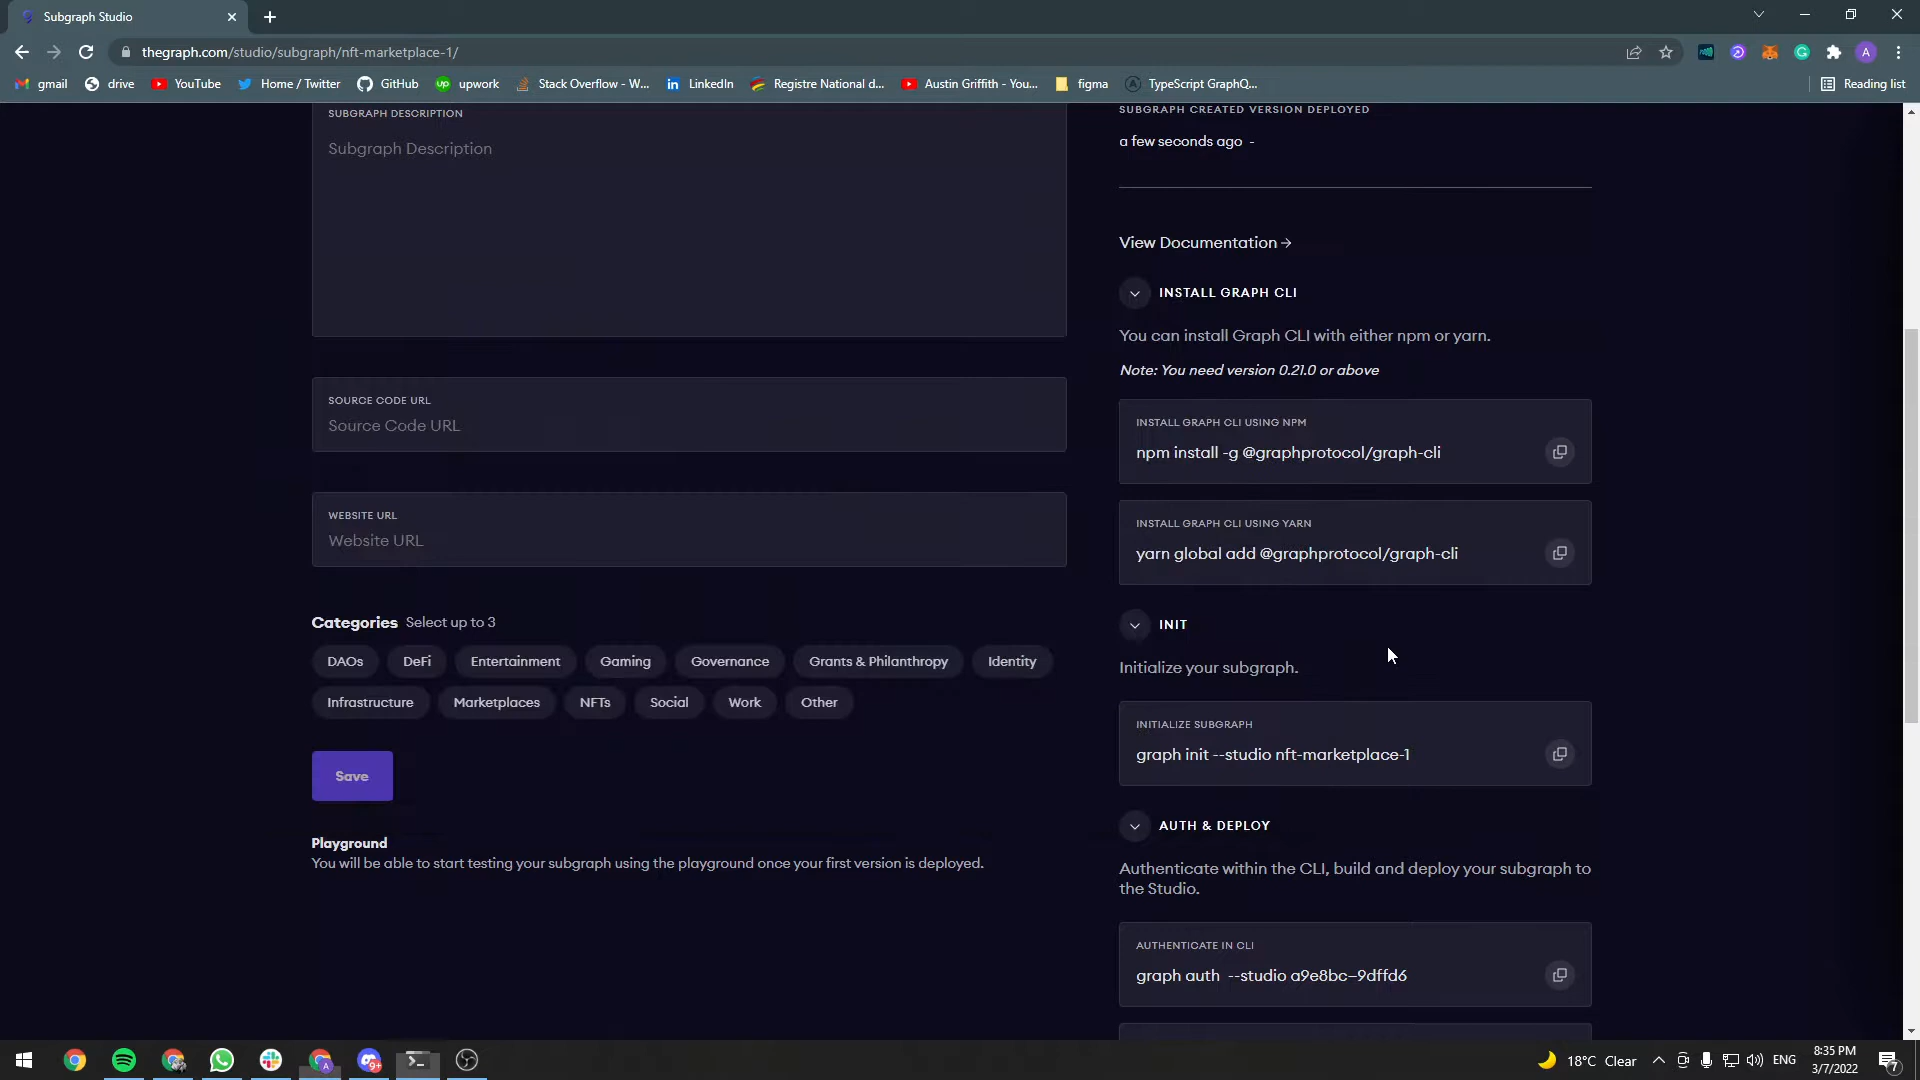 Subgraph Studio
thegraph.com/studio/subgraph/nft-marketplace-1/
A
gmail
drive
YouTube
Home / Twitter
GitHub
up
upwork
Stack Overflow - W...
in
LinkedIn
Registre National d...
Austin Griffith - You...
figma
TypeScript GraphQ...
Reading list
SUBGRAPH DESCRIPTION
Subgraph Description
SOURCE CODE URL
Source Code URL
WEBSITE URL
Website URL
Categories Select up to 3
DAOs DeFi Entertainment Gaming Governance Grants & Philanthropy Identity
Infrastructure Marketplaces NFTs Social Work Other
Save
Playground
You will be able to start testing your subgraph using the playground once your first version is deployed.
SUBGRAPH CREATED VERSION DEPLOYED
a few seconds ago -
View Documentation→
INSTALL GRAPH CLI
You can install Graph CLI with either npm or yarn.
Note: You need version 0.21.0 or above
INSTALL GRAPH CLI USING NPM
npm install -g @graphprotocol/graph-cli
INSTALL GRAPH CLI USING YARN
yarn global add @graphprotocol/graph-cli
INIT
Initialize your subgraph.
INITIALIZE SUBGRAPH
graph init --studio nft-marketplace-1
AUTH & DEPLOY
Authenticate within the CLI, build and deploy your subgraph to
the Studio.
AUTHENTICATE IN CLI
graph auth --studio a9e8bc–9dffd6
A
9+
18°C Clear
ENG
8:35 PM
3/7/2022
7